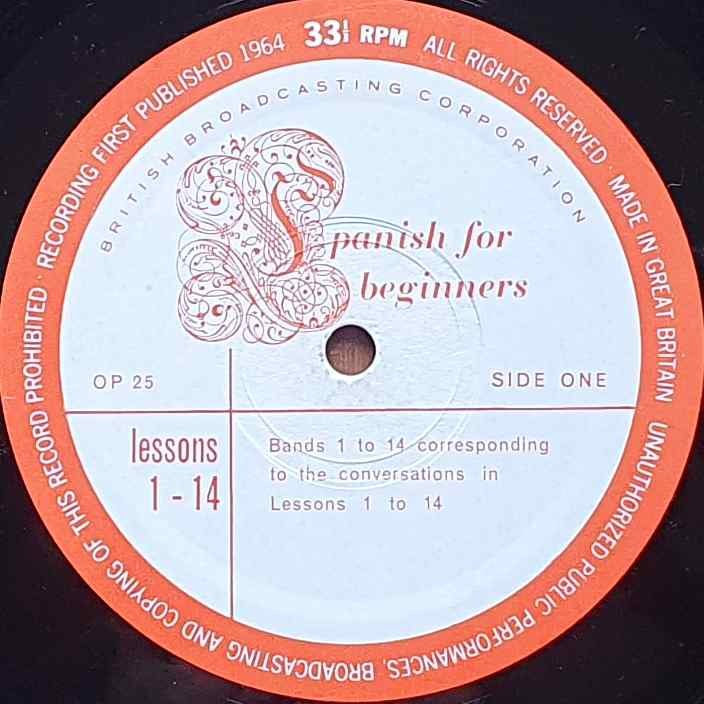 RECORDING FIRST PUBLISHED 1964 33⅓ RPM ALL RIGHTS RESERVED · MADE IN GREAT BRITAIN UNAUTHORIZED PUBLIC PERFORMANCES, BROADCASTING AND COPYING OF THIS RECORD PROHIBITED ·
BRITISH BROADCASTING CORPORATION
Spanish for
beginners
OP 25
SIDE ONE
lessons
1 - 14
Bands 1 to 14 corresponding
to the conversations in
Lessons 1 to 14